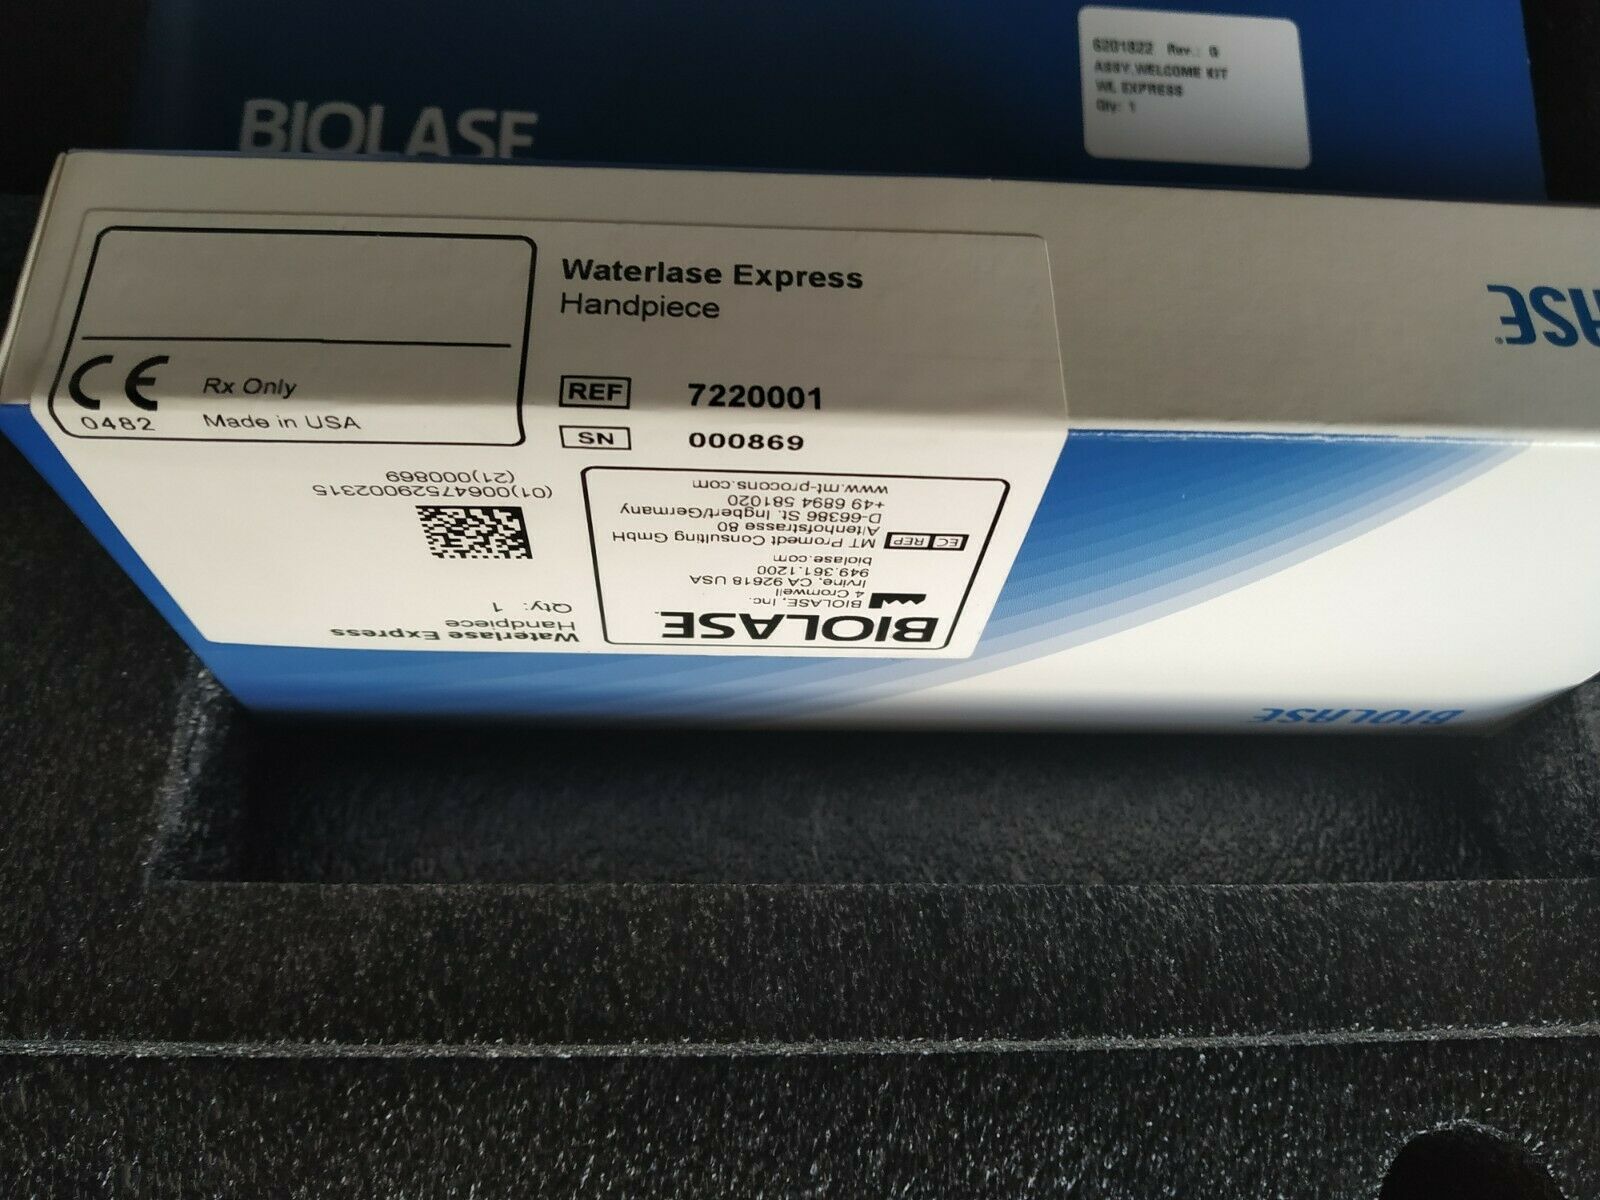 BIOLASE
6201822 Rev.: G
ASSY,WELCOME KIT
WL EXPRESS
Qty: 1
Waterlase Express
Handpiece
REF 7220001
SN 000869
CE
0482
Rx Only
Made in USA
BIOLASE
BIOLASE
BIOLASE, Inc.
4 Cromwell
Irvine, CA 92618 USA
949.361.1200
biolase.com
EC REP MT Promedt Consulting GmbH
Altenhofstrasse 80
D-66386 St. Ingbert/Germany
+49 6894 581020
www.mt-procons.com
Waterlase Express
Handpiece
Qty: 1
(01)00647529002315
(21)000869
BIOLASE